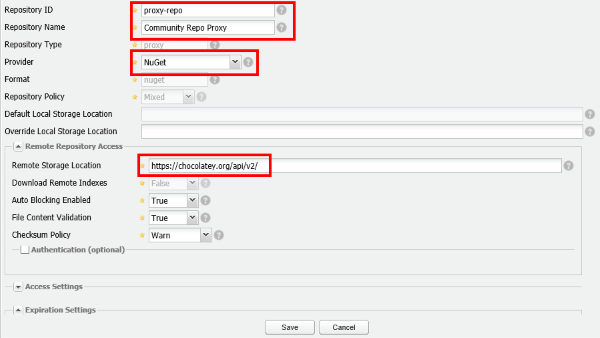 Repository ID proxy-repo
Repository Name Community Repo Proxy
Repository Type proxy
Provider NuGet
Format nuget
Repository Policy Mixed
Default Local Storage Location
Override Local Storage Location
Remote Repository Access
Remote Storage Location https://chocolatey.org/api/v2/
Download Remote Indexes False
Auto Blocking Enabled True
File Content Validation True
Checksum Policy Warn
Authentication (optional)
Access Settings
Expiration Settings
Save Cancel